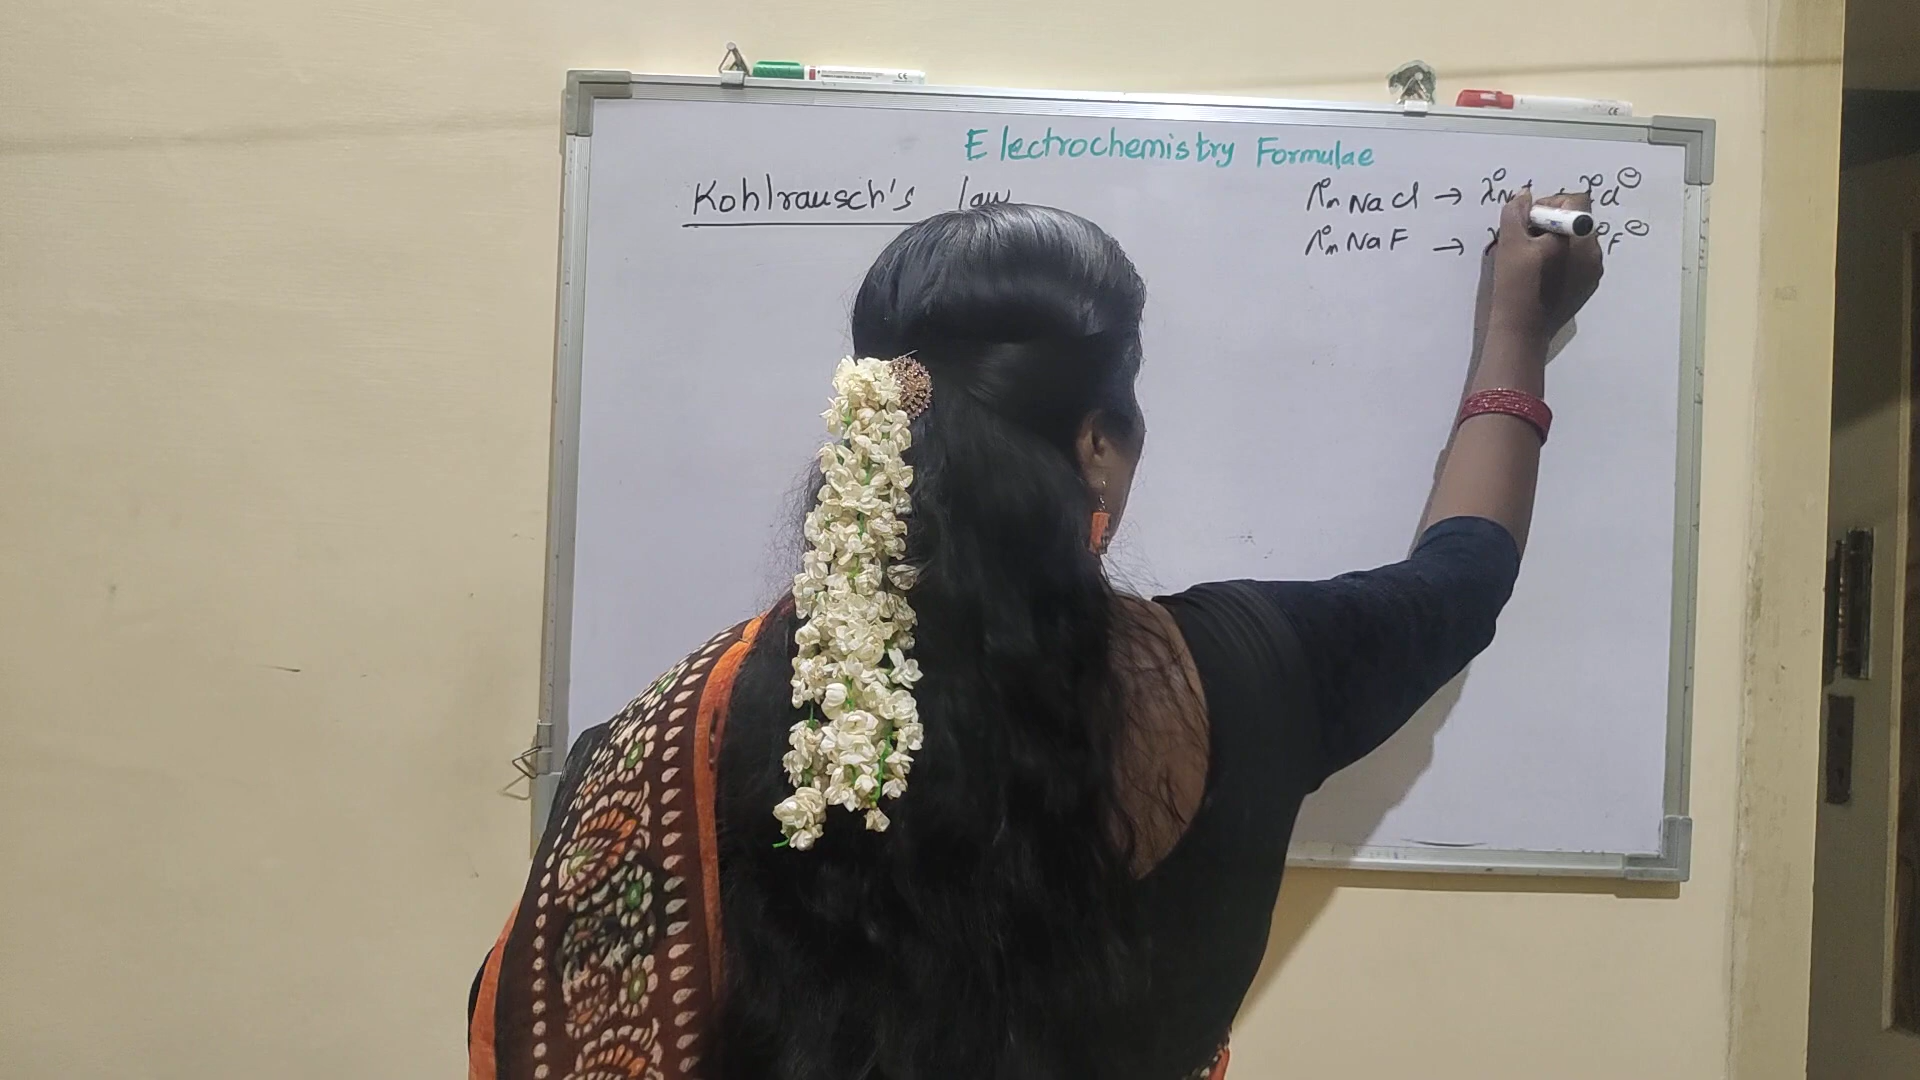 Electrochemistry Formulae
Kohlrausch's law
Λ°m NaCl → λ°Na+ + λ°Cl⊖
Λ°m NaF → λ °F⊖